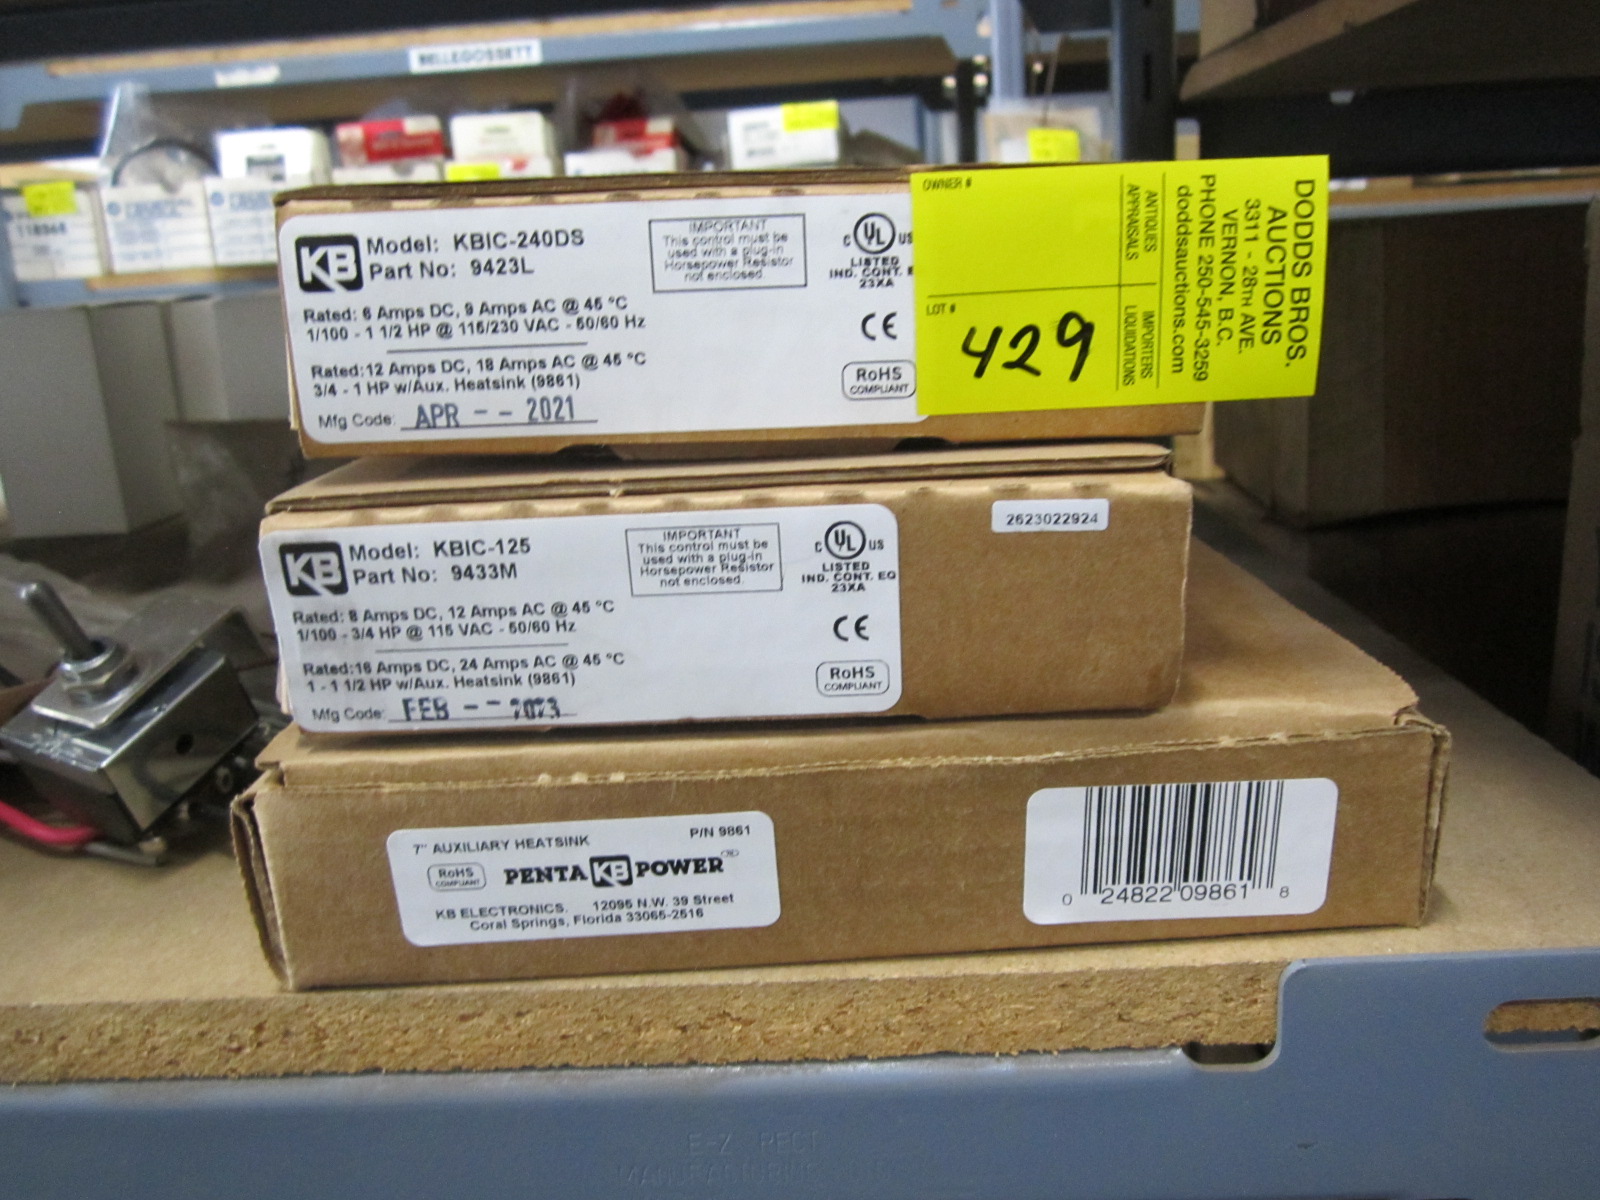 BELL&GOSSETT
KB
Model: KBIC-240DS
Part No: 9423L
IMPORTANT
This control must be
used with a plug-in
Horsepower Resistor
not enclosed.
C UL US
LISTED
IND. CONT. E
23XA
Rated: 6 Amps DC, 9 Amps AC @ 45 °C
1/100 - 1 1/2 HP @ 115/230 VAC - 50/60 Hz
Rated:12 Amps DC, 18 Amps AC @ 45 °C
3/4 - 1 HP w/Aux. Heatsink (9861)
Mfg Code: APR -- 2021
CE
RoHS
COMPLIANT
OWNER #
LOT #
429
ANTIQUES
APPRAISALS
IMPORTERS
LIQUIDATIONS
DODDS BROS.
AUCTIONS
3311 - 28TH AVE.
VERNON, B.C.
PHONE 250-545-3259
doddsauctions.com
KB
Model: KBIC-125
Part No: 9433M
IMPORTANT
This control must be
used with a plug-in
Horsepower Resistor
not enclosed.
C UL US
LISTED
IND. CONT. EQ
23XA
2623022924
Rated: 8 Amps DC, 12 Amps AC @ 45 °C
1/100 - 3/4 HP @ 115 VAC - 50/60 Hz
Rated:16 Amps DC, 24 Amps AC @ 45 °C
1 - 1 1/2 HP w/Aux. Heatsink (9861)
Mfg Code: FEB -- 2023
CE
RoHS
COMPLIANT
7" AUXILIARY HEATSINK
P/N 9861
RoHS
COMPLIANT
PENTA KB POWER
KB ELECTRONICS. 12095 N.W. 39 Street
Coral Springs, Florida 33065-2516
0 24822 09861 8
E-Z RECT